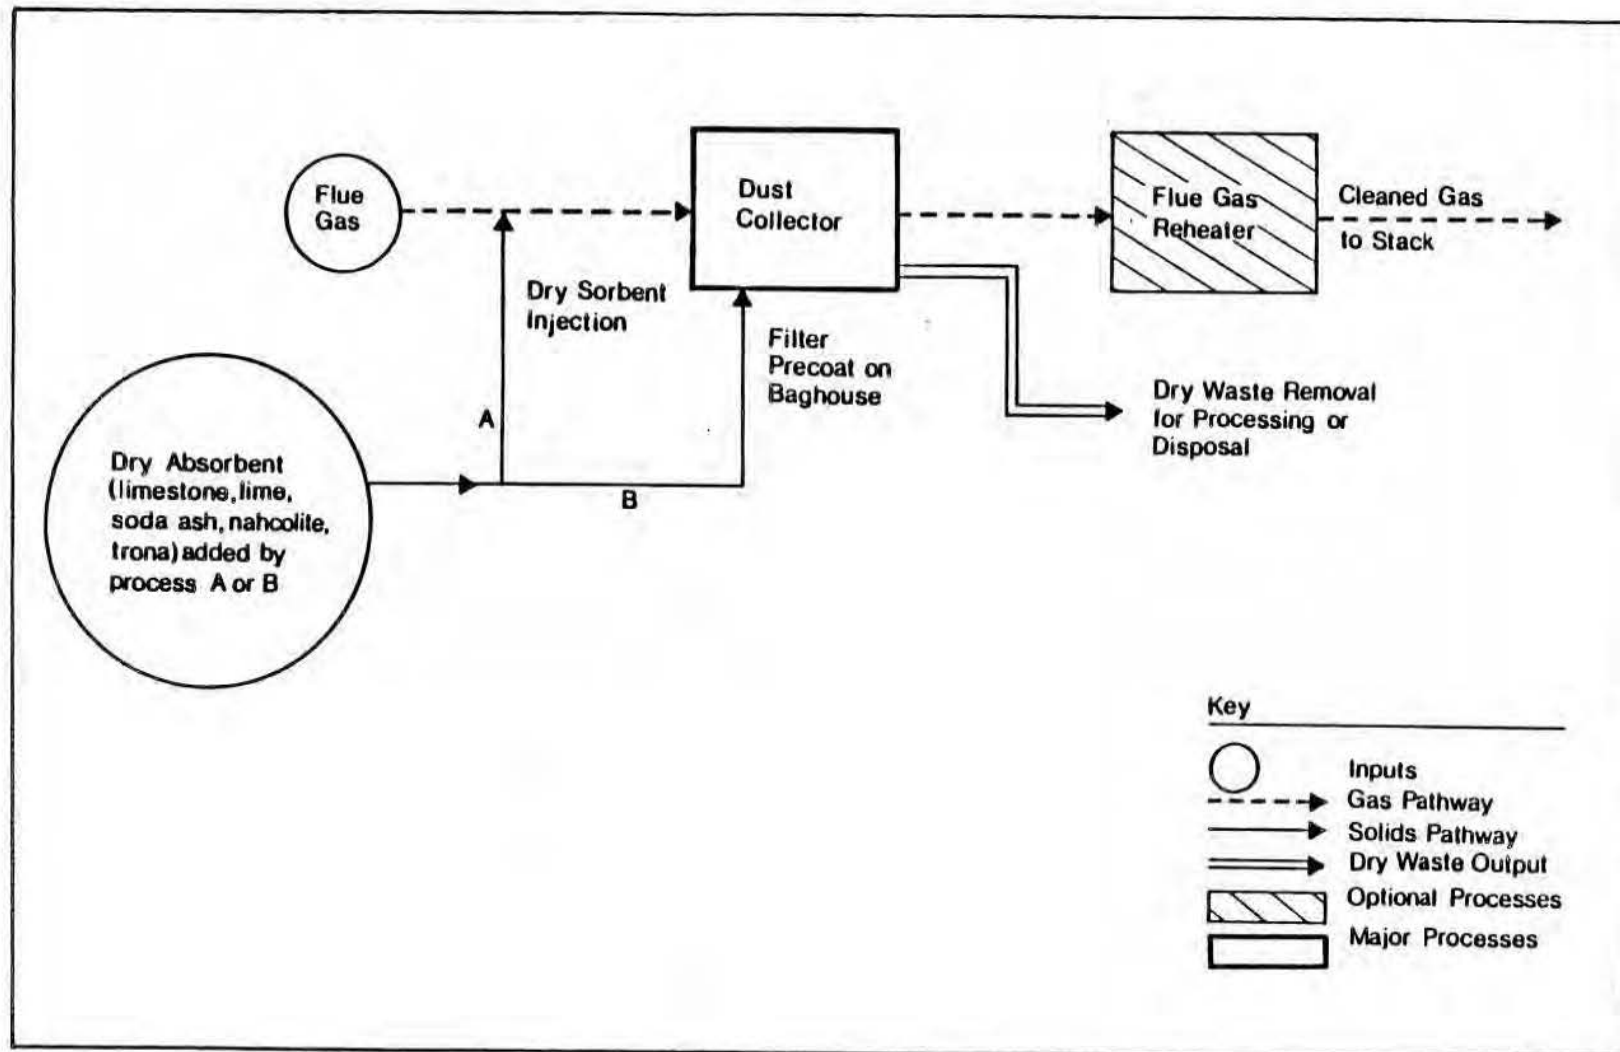 Flue
Gas
Dust
Collector
Flue Gas
Reheater
Cleaned Gas
to Stack
Dry Sorbent
Injection
Filter
Precoat on
Baghouse
A
B
Dry Waste Removal
for Processing or
Disposal
Dry Absorbent
(limestone, lime,
soda ash, nahcolite,
trona) added by
process A or B
Key
Inputs
Gas Pathway
Solids Pathway
Dry Waste Output
Optional Processes
Major Processes